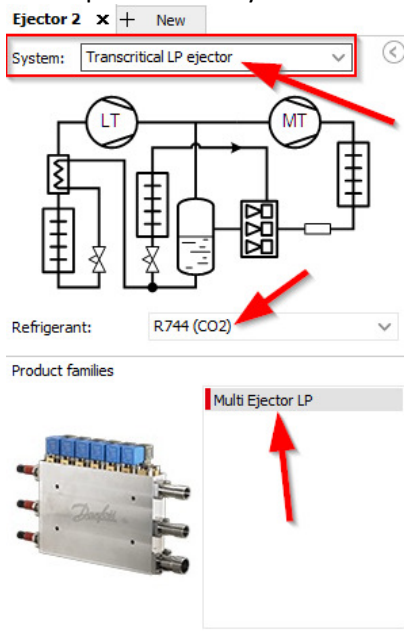 Ejector 2 x + New
System: Transcritical LP ejector
LT
MT
Refrigerant: R744 (CO2)
Product families
Multi Ejector LP
Danfoss